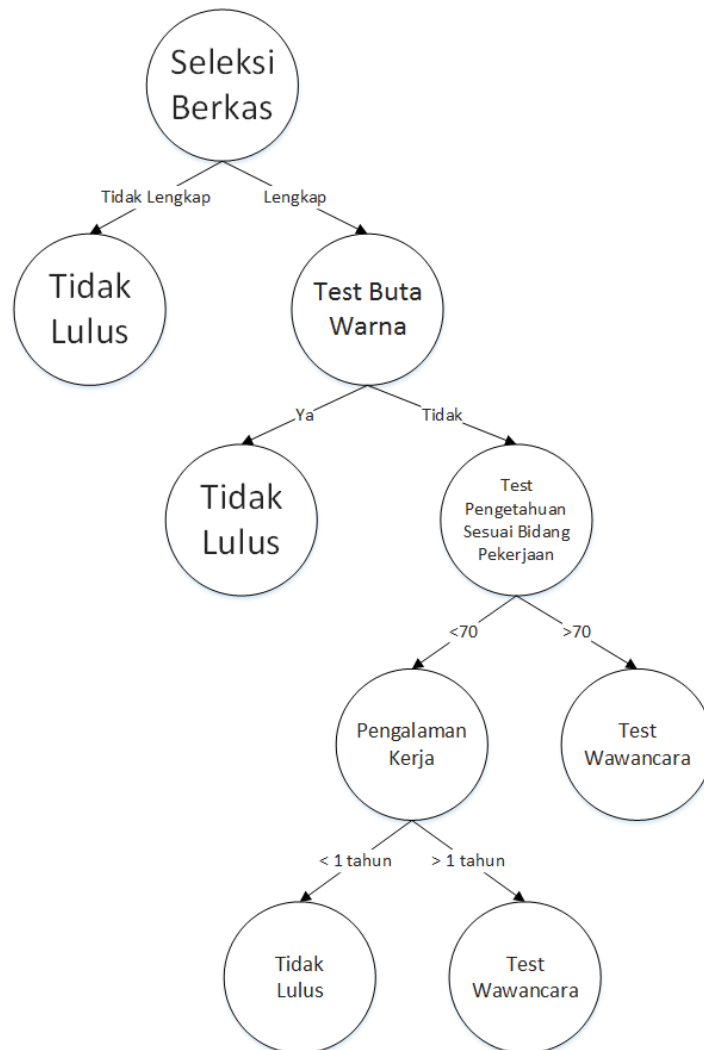 Seleksi
Berkas
Tidak Lengkap
Lengkap
Tidak
Lulus
Test Buta
Warna
Ya
Tidak
Tidak
Lulus
Test
Pengetahuan
Sesuai Bidang
Pekerjaan
<70
>70
Pengalaman
Kerja
Test
Wawancara
< 1 tahun
> 1 tahun
Tidak
Lulus
Test
Wawancara